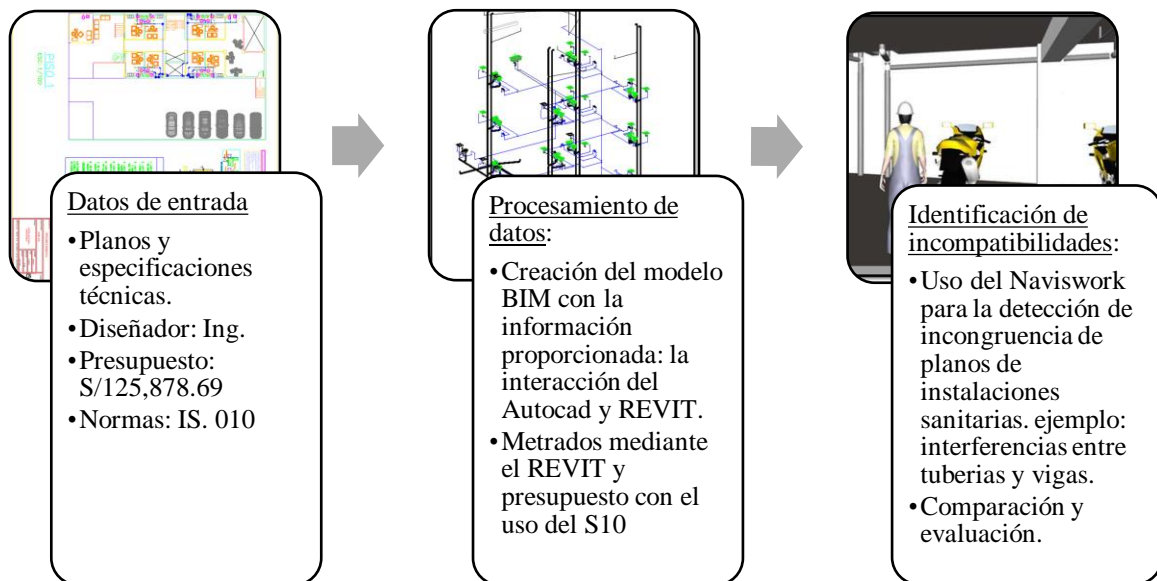 PISO_1
Datos de entrada
•Planos y
especificaciones
técnicas.
•Diseñador: Ing.
•Presupuesto:
S/125,878.69
•Normas: IS. 010
Procesamiento de
datos:
•Creación del modelo
BIM con la
información
proporcionada: la
interacción del
Autocad y REVIT.
•Metrados mediante
el REVIT y
presupuesto con el
uso del S10
Identificación de
incompatibilidades:
•Uso del Naviswork
para la detección de
incongruencia de
planos de
instalaciones
sanitarias. ejemplo:
interferencias entre
tuberias y vigas.
•Comparación y
evaluación.